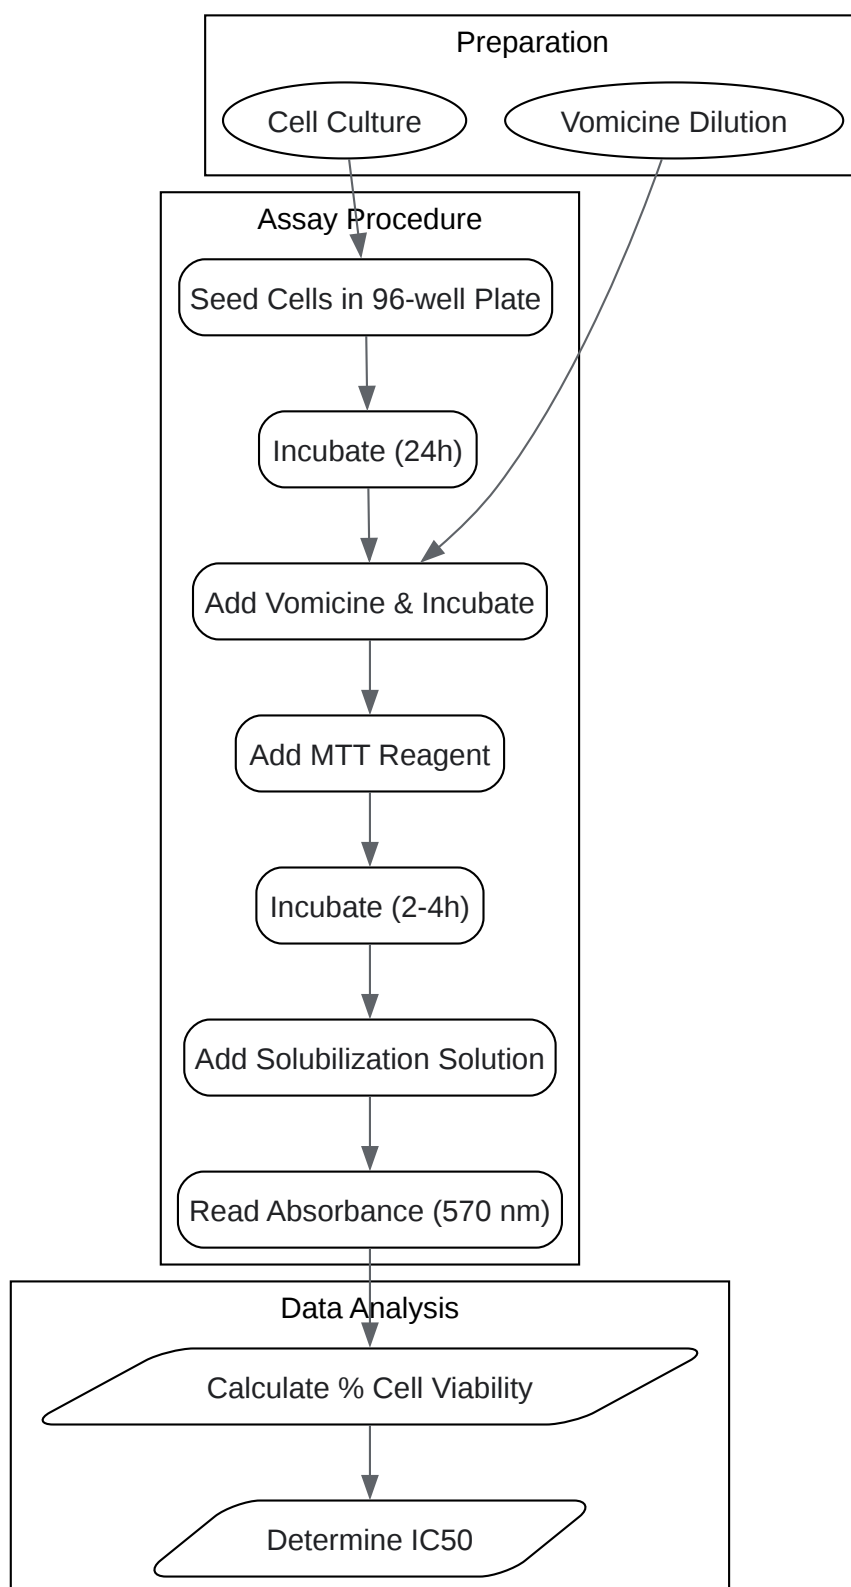 Preparation
Cell Culture
Vomicine Dilution
Assay Procedure
Seed Cells in 96-well Plate
Incubate (24h)
Add Vomicine & Incubate
Add MTT Reagent
Incubate (2-4h)
Add Solubilization Solution
Read Absorbance (570 nm)
Data Analysis
Calculate % Cell Viability
Determine IC50